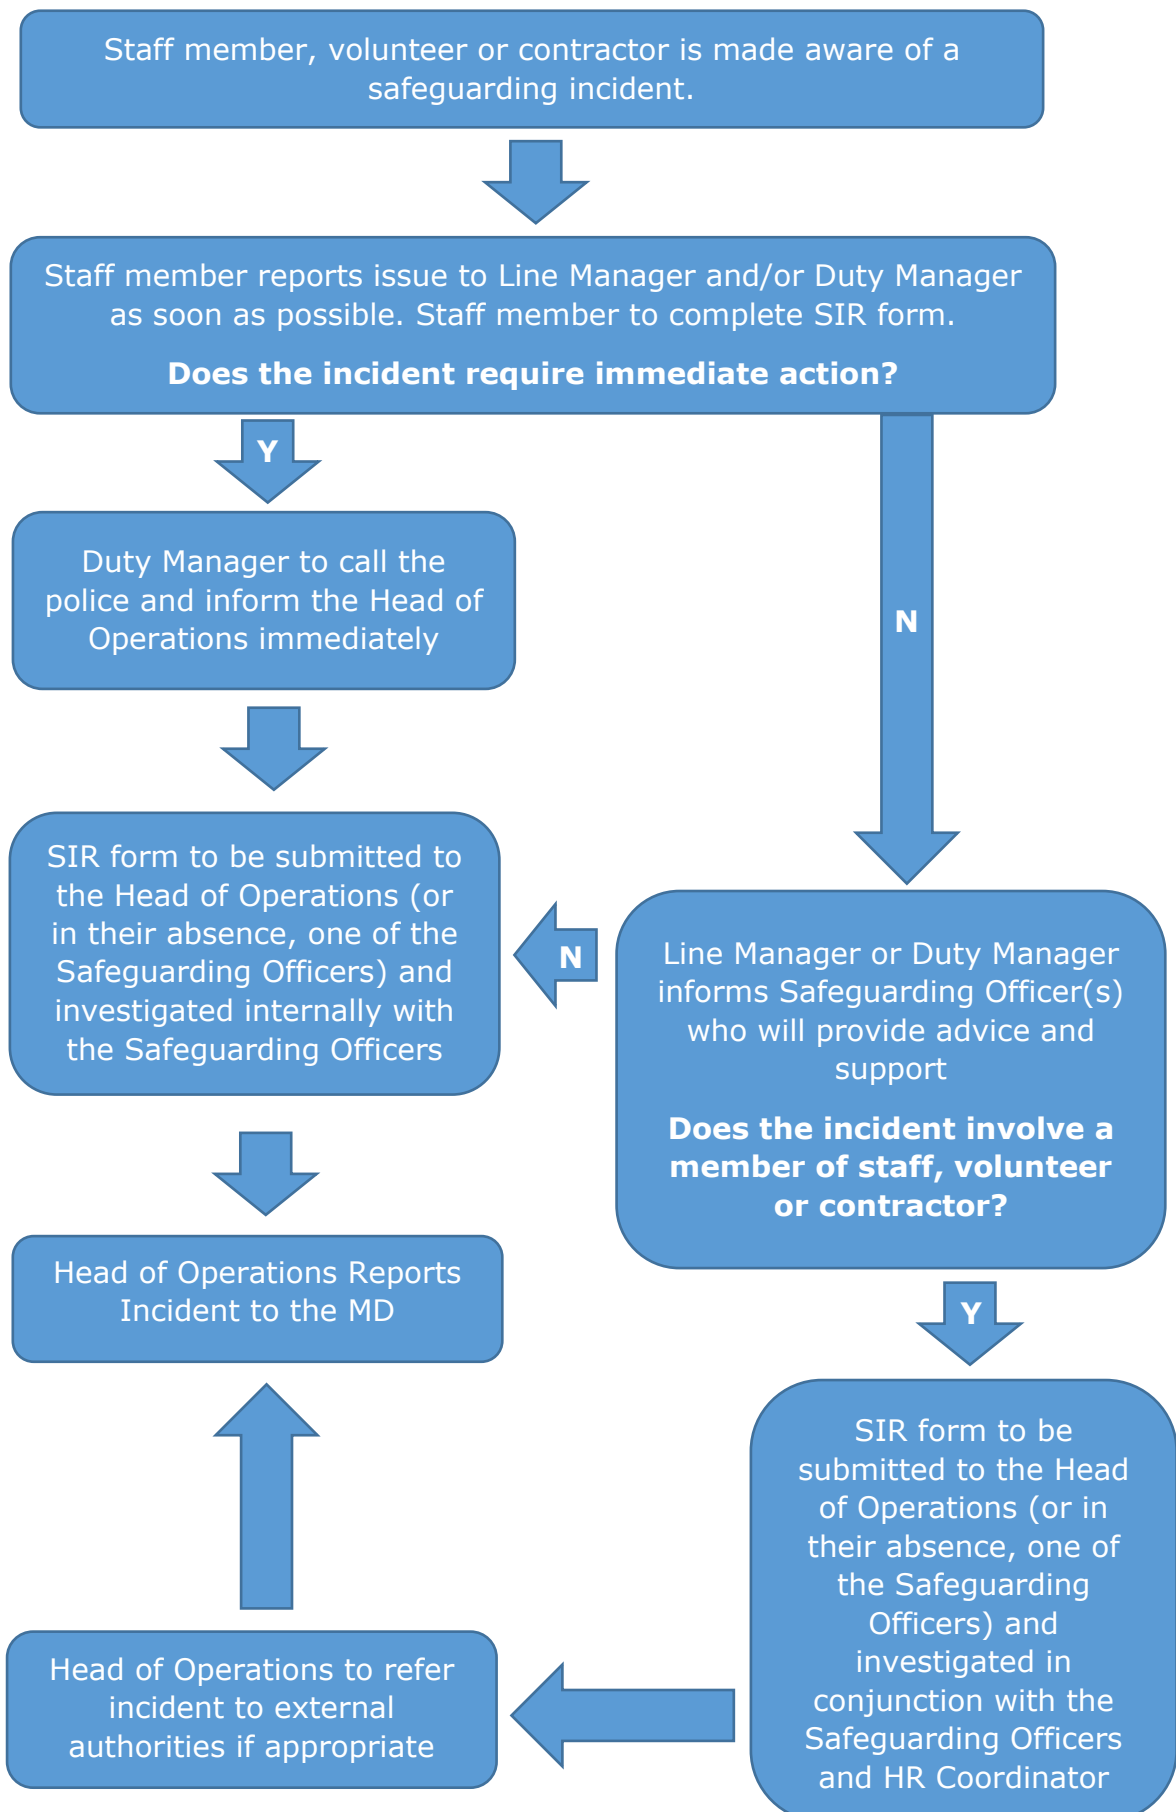 Staff member, volunteer or contractor is made aware of a
safeguarding incident.
Staff member reports issue to Line Manager and/or Duty Manager
as soon as possible. Staff member to complete SIR form.
Does the incident require immediate action?
Y
N
Duty Manager to call the
police and inform the Head of
Operations immediately
SIR form to be submitted to
the Head of Operations (or
in their absence, one of the
Safeguarding Officers) and
investigated internally with
the Safeguarding Officers
N
Line Manager or Duty Manager
informs Safeguarding Officer(s)
who will provide advice and
support
Does the incident involve a
member of staff, volunteer
or contractor?
Head of Operations Reports
Incident to the MD
Y
SIR form to be
submitted to the Head
of Operations (or in
their absence, one of
the Safeguarding
Officers) and
investigated in
conjunction with the
Safeguarding Officers
and HR Coordinator
Head of Operations to refer
incident to external
authorities if appropriate